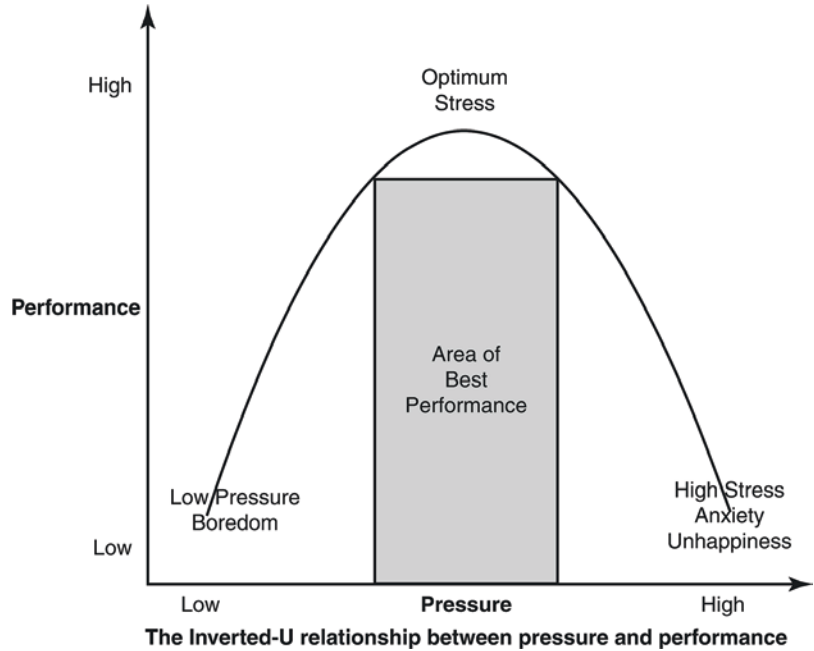 High
Optimum
Stress
Performance
Area of
Best
Performance
Low Pressure
Boredom
High Stress
Anxiety
Unhappiness
Low
Low
Pressure
High
The Inverted-U relationship between pressure and performance